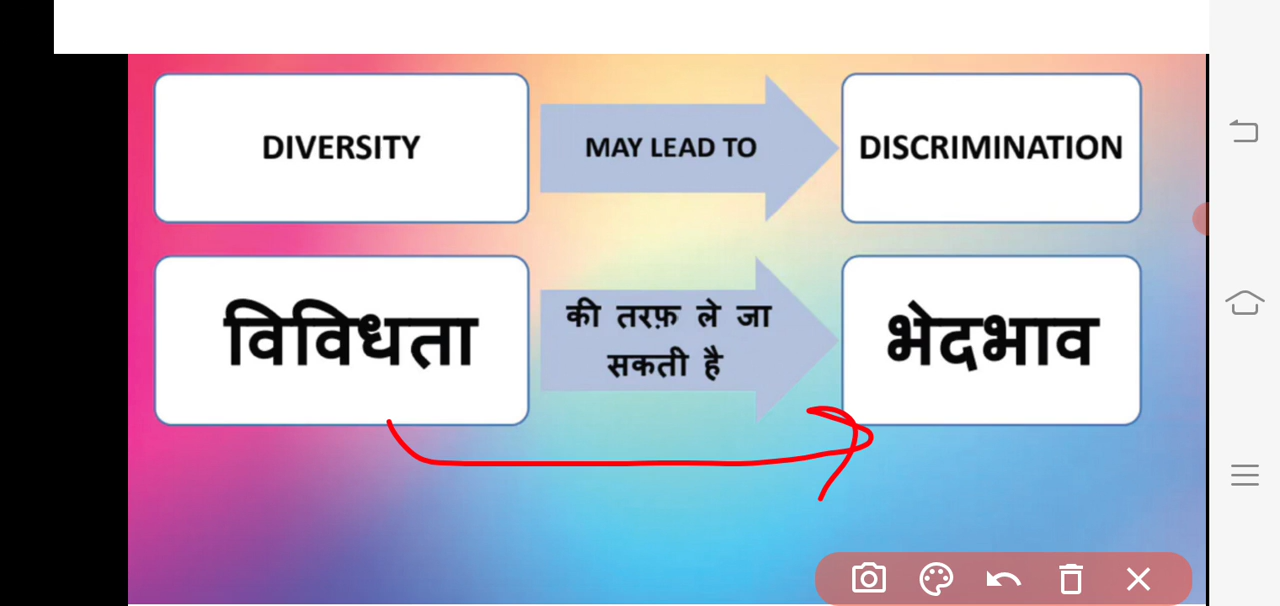 DIVERSITY
MAY LEAD TO
DISCRIMINATION
विविधता
की तरफ़ ले जा
सकती है
भेदभाव